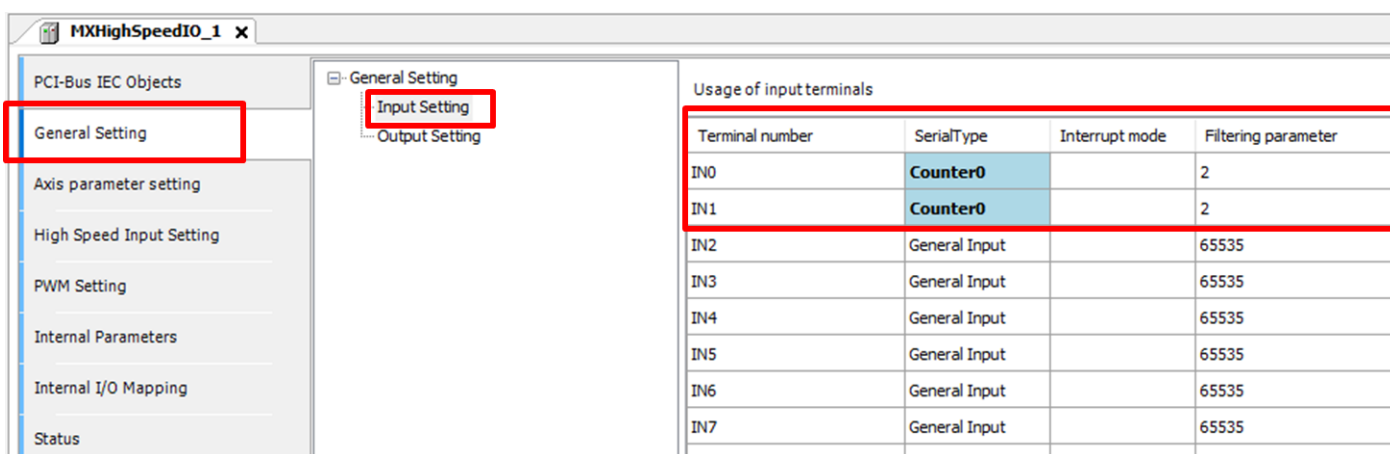 MXHighSpeedIO_1 x
PCI-Bus IEC Objects
General Setting
Axis parameter setting
High Speed Input Setting
PWM Setting
Internal Parameters
Internal I/O Mapping
Status
General Setting
Input Setting
Output Setting
Usage of input terminals
Terminal number SerialType Interrupt mode Filtering parameter
IN0 Counter0 2
IN1 Counter0 2
IN2 General Input 65535
IN3 General Input 65535
IN4 General Input 65535
IN5 General Input 65535
IN6 General Input 65535
IN7 General Input 65535